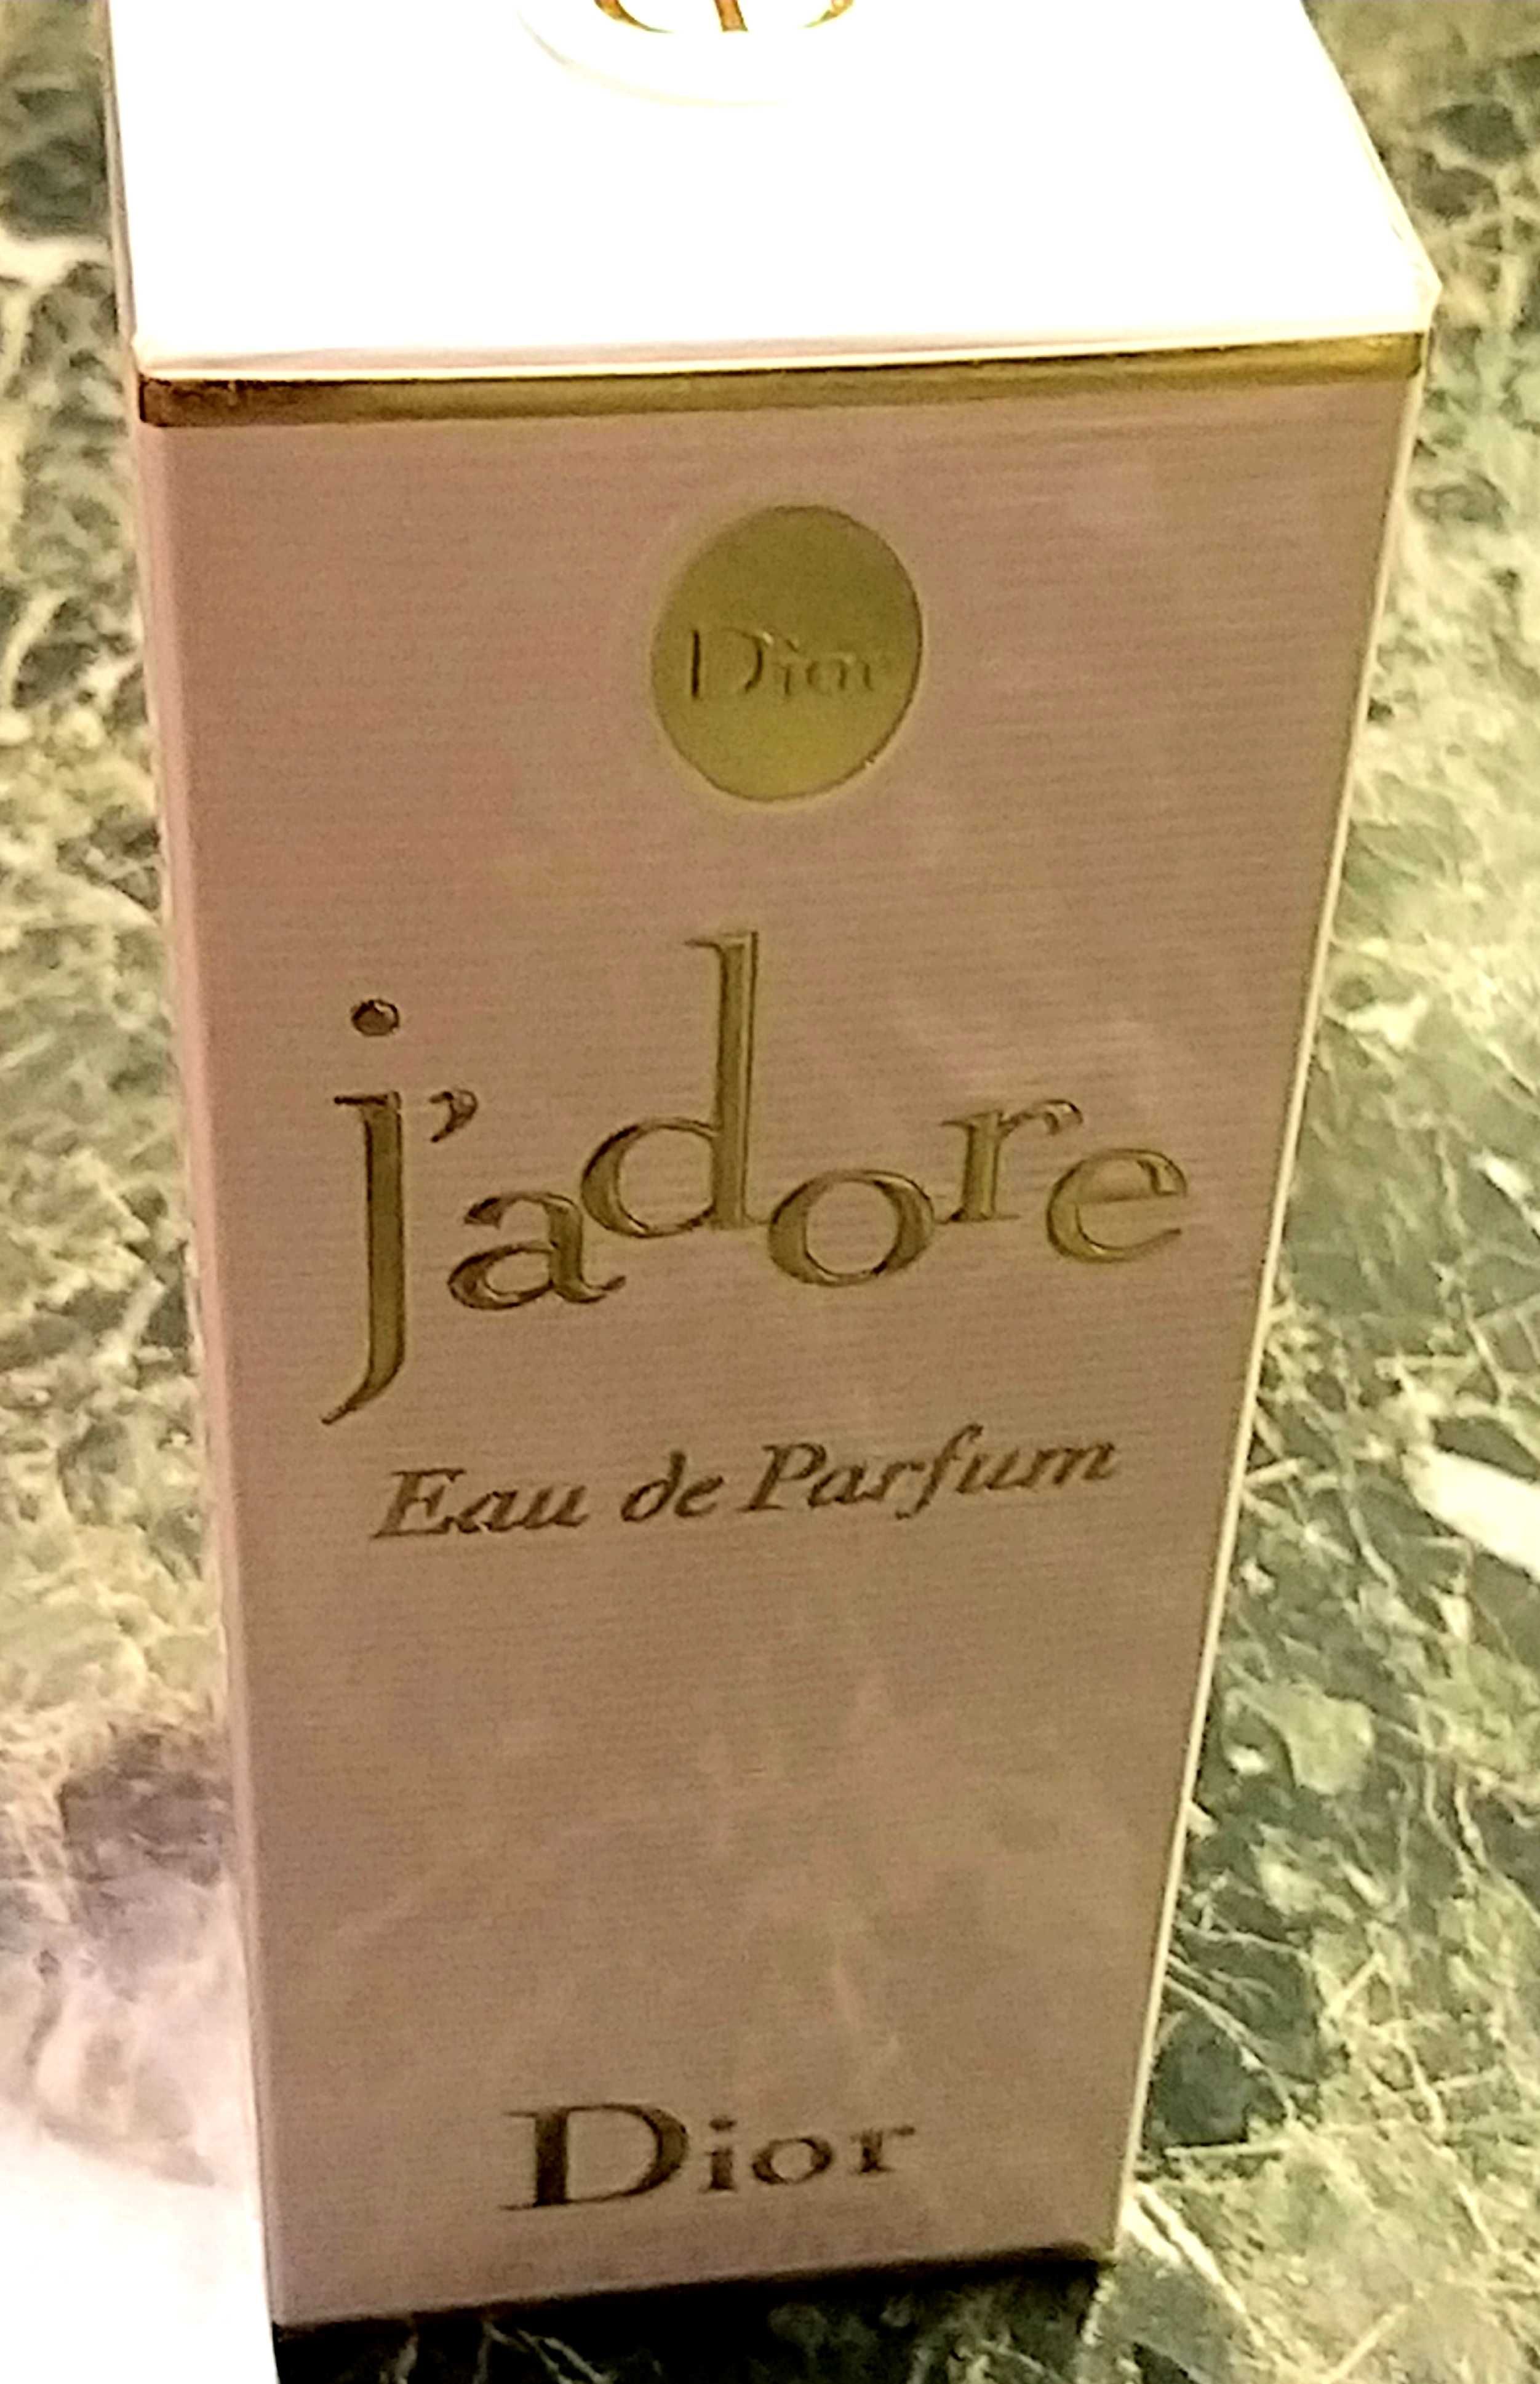 Dior
j'adore
Eau de Parfum
Dior